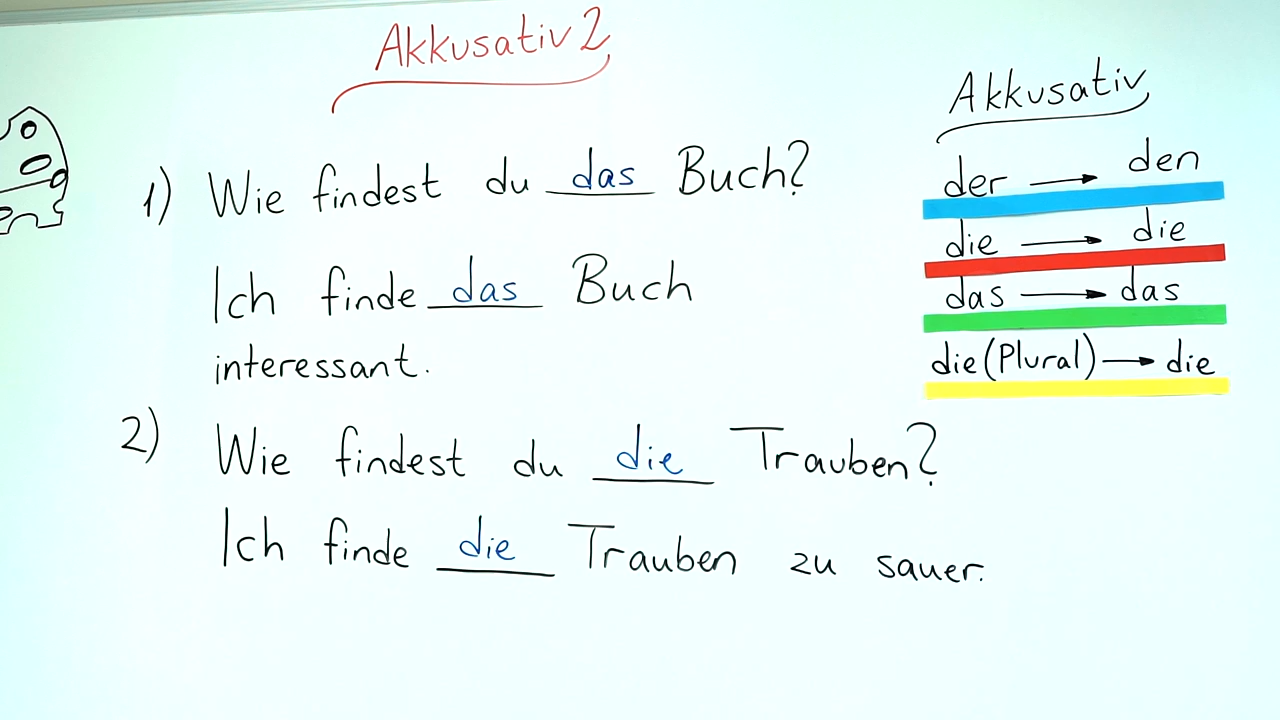 Akkusativ 2
1) Wie findest du das Buch?
Ich finde das Buch
interessant.
2) Wie findest du die Trauben?
Ich finde die Trauben zu sauer.
Akkusativ
der → den
die → die
das → das
die (Plural) → die